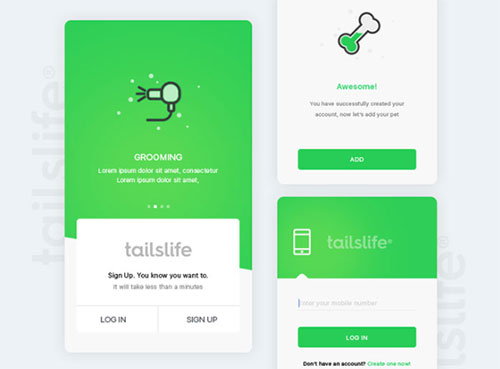 tailslife®
GROOMING
Lorem ipsum dolor sit amet, consectetur
Lorem ipsum dolor sit amet,
tailslife
Sign Up. You know you want to.
It will take less than a minutes
LOG IN
SIGN UP
Awesome!
You have successfully created your
account, now let's add your pet
ADD
tailslife®
Enter your mobile number
LOG IN
Don't have an account? Create one now!
tailslife®